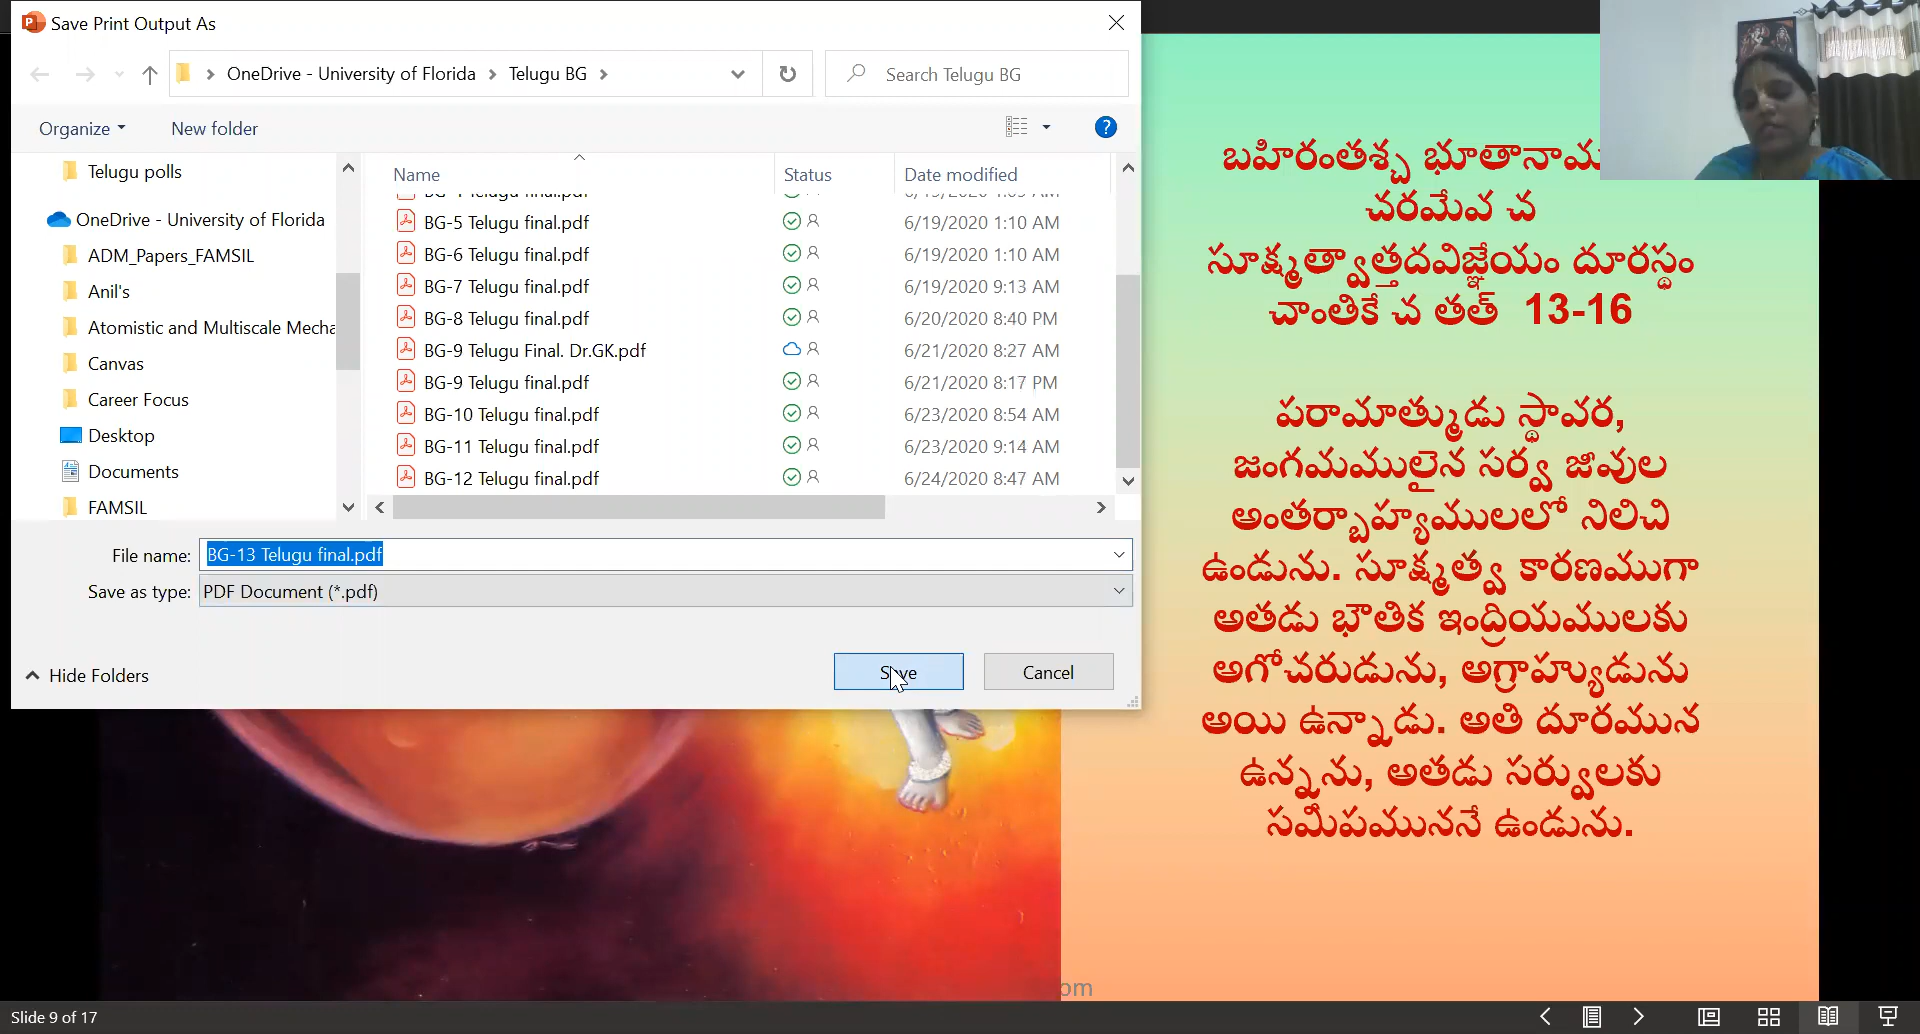 Save Print Output As
OneDrive - University of Florida > Telugu BG >
Search Telugu BG
Organize
New folder
Telugu polls
OneDrive - University of Florida
ADM_Papers_FAMSIL
Anil's
Atomistic and Multiscale Mecha
Canvas
Career Focus
Desktop
Documents
FAMSIL
Name Status Date modified
BG-5 Telugu final.pdf 6/19/2020 1:10 AM
BG-6 Telugu final.pdf 6/19/2020 1:10 AM
BG-7 Telugu final.pdf 6/19/2020 9:13 AM
BG-8 Telugu final.pdf 6/20/2020 8:40 PM
BG-9 Telugu Final. Dr.GK.pdf 6/21/2020 8:27 AM
BG-9 Telugu final.pdf 6/21/2020 8:17 PM
BG-10 Telugu final.pdf 6/23/2020 8:54 AM
BG-11 Telugu final.pdf 6/23/2020 9:14 AM
BG-12 Telugu final.pdf 6/24/2020 8:47 AM
File name: BG-13 Telugu final.pdf
Save as type: PDF Document (*.pdf)
Hide Folders
Save
Cancel
బహిరంతశ్చ భూతానామ
చరమేవ చ
సూక్ష్మత్వాత్తదవిజ్ఞేయం దూరస్థం
చాంతికే చ తత్ 13-16
పరామాత్ముడు స్థావర,
జంగమములైన సర్వ జీవుల
అంతర్బాహ్యములలో నిలిచి
ఉండును. సూక్ష్మత్వ కారణముగా
అతడు భౌతిక ఇంద్రియములకు
అగోచరుడును, అగ్రాహ్యుడును
అయి ఉన్నాడు. అతి దూరమున
ఉన్నను, అతడు సర్వులకు
సమీపముననే ఉండును.
om
Slide 9 of 17